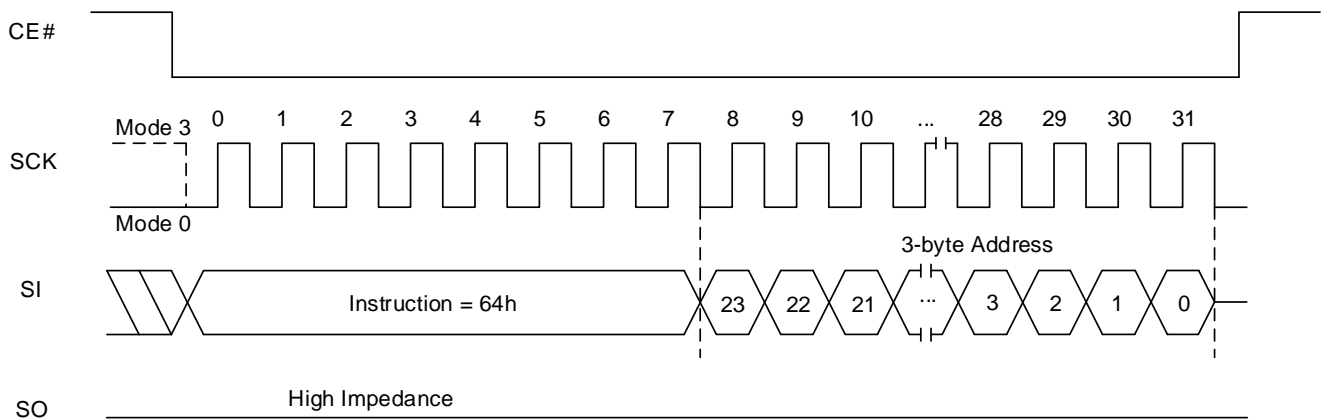 CE#
0 1 2 3 4 5 6 7 8 9 10 ... 28 29 30 31
Mode 3
SCK
Mode 0
3-byte Address
SI
Instruction = 64h 23 22 21 ... 3 2 1 0
High Impedance
SO